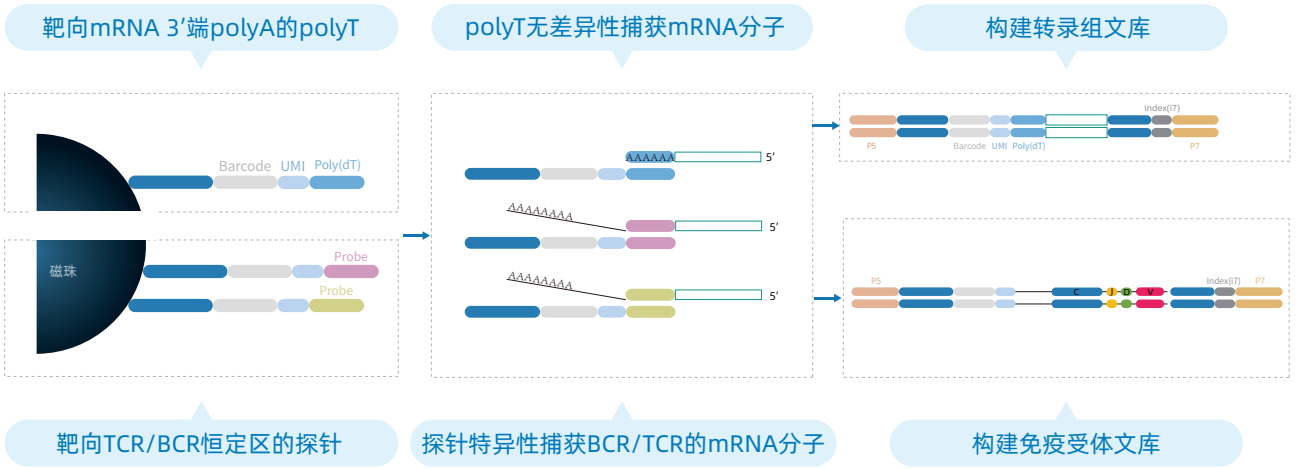 靶向mRNA 3’端polyA的polyT
polyT无差异性捕获mRNA分子
构建转录组文库
Barcode UMI Poly(dT)
磁珠
Probe
Probe
AAAAAA 5’
AAAAAAAA
5’
AAAAAAAA
5’
Index(i7)
P5 Barcode UMI Poly(dT) P7
P5 Index(i7) P7
C J D V
靶向TCR/BCR恒定区的探针
探针特异性捕获BCR/TCR的mRNA分子
构建免疫受体文库